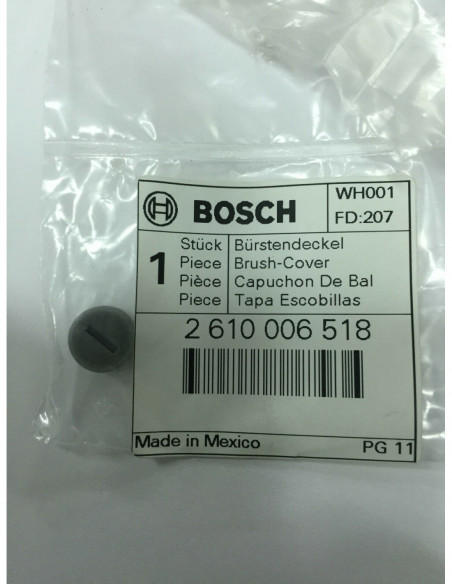 BOSCH
WH001
FD:207
1
Stück Bürstendeckel
Piece Brush-Cover
Pièce Capuchon De Bal
Piece Tapa Escobillas
2 610 006 518
Made in Mexico PG 11